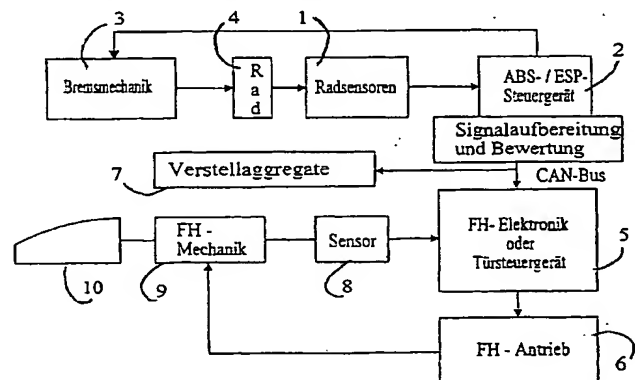 3
4
1
2
Bremsmechanik
R
a
d
Radsensoren
ABS- / ESP-
Steuergerät
Signalaufbereitung
und Bewertung
7
Verstellaggregate
CAN-Bus
FH -
Mechanik
Sensor
FH- Elektronik
oder
Türsteuergerät
5
10
9
8
FH - Antrieb
6